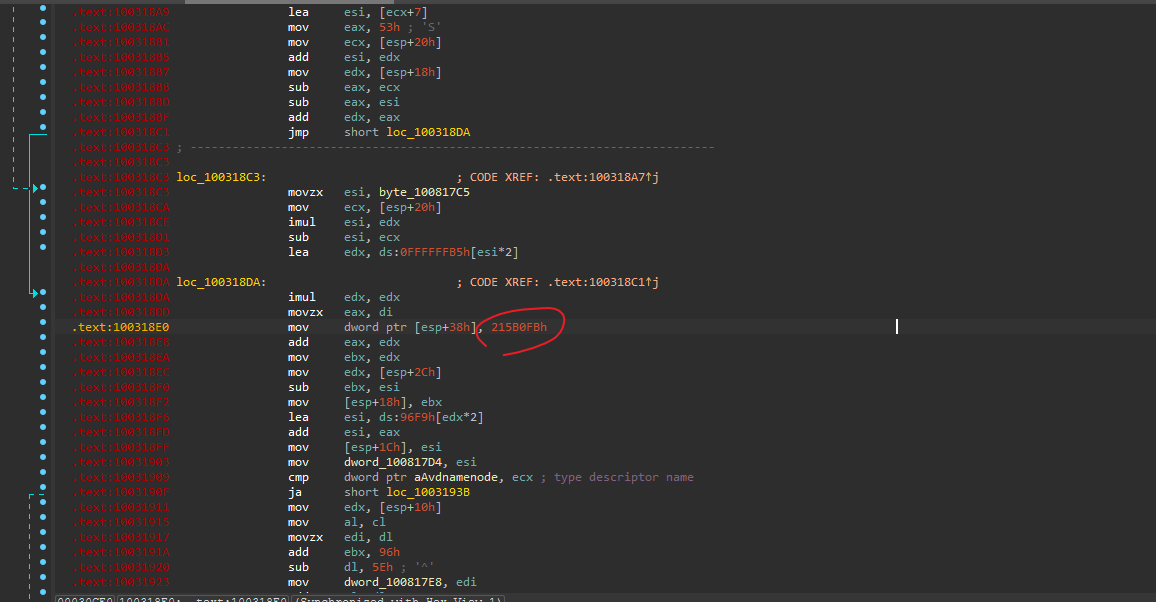 .text:100318A9 lea esi, [ecx+7]
.text:100318AC mov eax, 53h ; 'S'
.text:100318B1 mov ecx, [esp+20h]
.text:100318B5 add esi, edx
.text:100318B7 mov edx, [esp+18h]
.text:100318BB sub eax, ecx
.text:100318BD sub eax, esi
.text:100318BF add edx, eax
.text:100318C1 jmp short loc_100318DA
.text:100318C3 ; ---------------------------------------------------------------------------
.text:100318C3
.text:100318C3 loc_100318C3: ; CODE XREF: .text:100318A7↑j
.text:100318C3 movzx esi, byte_100817C5
.text:100318CA mov ecx, [esp+20h]
.text:100318CE imul esi, edx
.text:100318D1 sub esi, ecx
.text:100318D3 lea edx, ds:0FFFFFFB5h[esi*2]
.text:100318DA
.text:100318DA loc_100318DA: ; CODE XREF: .text:100318C1↑j
.text:100318DA imul edx, edx
.text:100318DD movzx eax, di
.text:100318E0 mov dword ptr [esp+38h], 215B0FBh
.text:100318E8 add eax, edx
.text:100318EA mov ebx, edx
.text:100318EC mov edx, [esp+2Ch]
.text:100318F0 sub ebx, esi
.text:100318F2 mov [esp+18h], ebx
.text:100318F6 lea esi, ds:96F9h[edx*2]
.text:100318FD add esi, eax
.text:100318FF mov [esp+1Ch], esi
.text:10031903 mov dword_100817D4, esi
.text:10031909 cmp dword ptr aAvdnamenode, ecx ; type descriptor name
.text:1003190F ja short loc_1003193B
.text:10031911 mov edx, [esp+10h]
.text:10031915 mov al, cl
.text:10031917 movzx edi, dl
.text:1003191A add ebx, 96h
.text:10031920 sub dl, 5Eh ; '^'
.text:10031923 mov dword_100817E8, edi